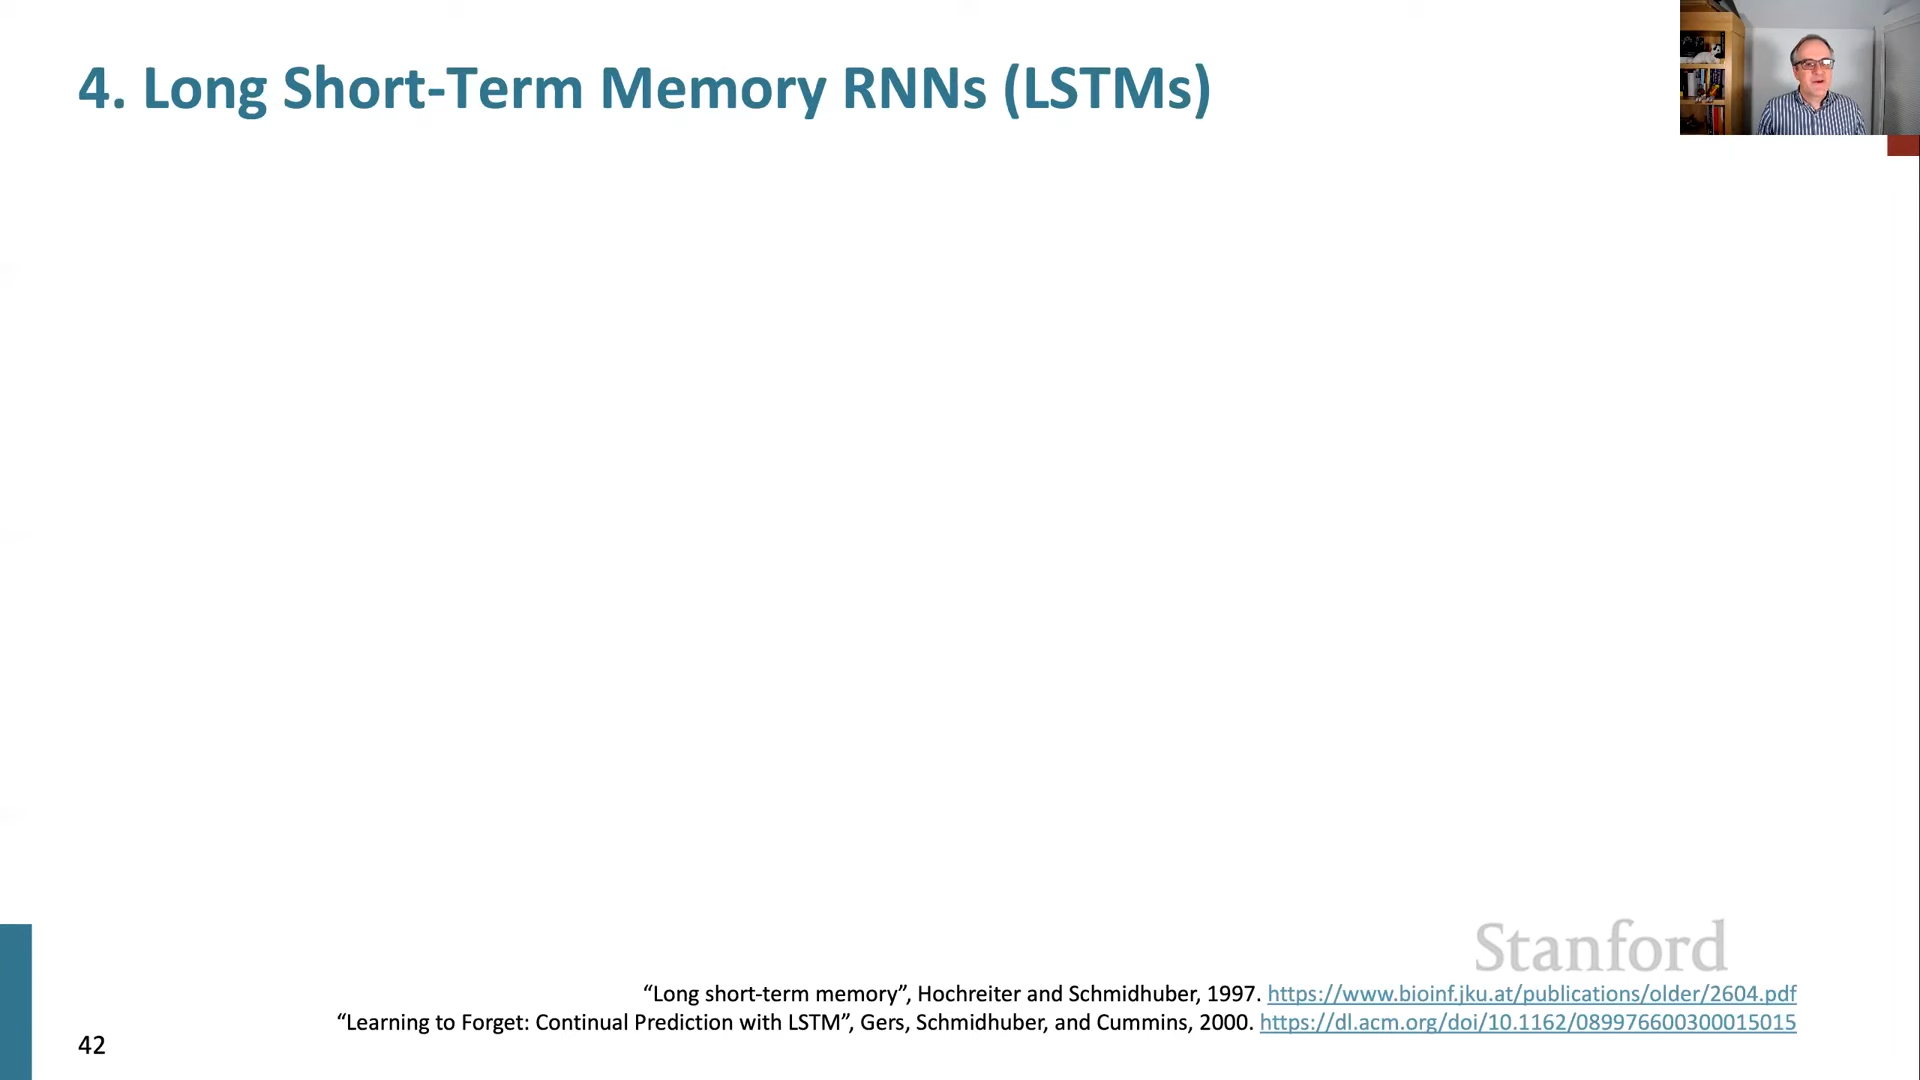 4. Long Short-Term Memory RNNs (LSTMs)
Stanford
“Long short-term memory”, Hochreiter and Schmidhuber, 1997. https://www.bioinf.jku.at/publications/older/2604.pdf
“Learning to Forget: Continual Prediction with LSTM”, Gers, Schmidhuber, and Cummins, 2000. https://dl.acm.org/doi/10.1162/089976600300015015
42